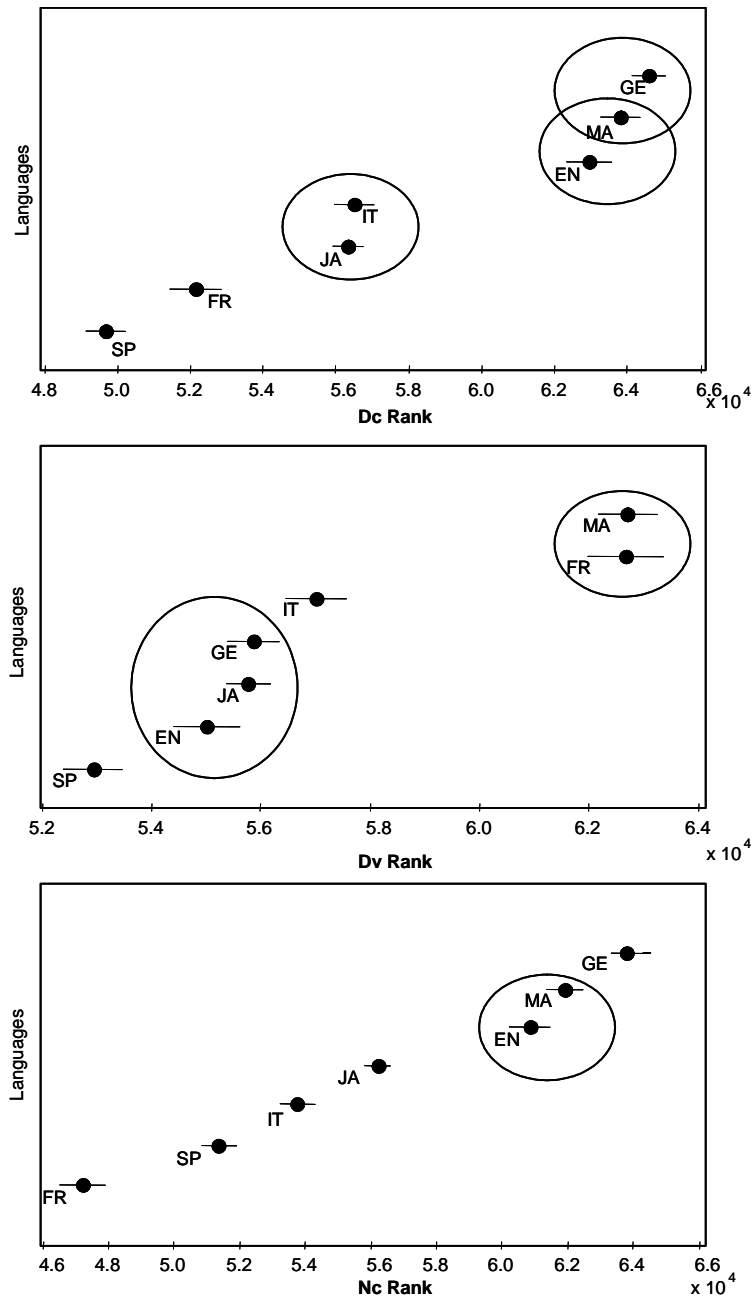 Languages
GE
MA
EN
IT
JA
FR
SP
4.8 5.0 5.2 5.4 5.6 5.8 6.0 6.2 6.4 6.6
x 10^4
Dc Rank
Languages
MA
FR
IT
GE
JA
EN
SP
5.2 5.4 5.6 5.8 6.0 6.2 6.4
x 10^4
Dv Rank
Languages
GE
MA
EN
JA
IT
SP
FR
4.6 4.8 5.0 5.2 5.4 5.6 5.8 6.0 6.2 6.4 6.6
x 10^4
Nc Rank